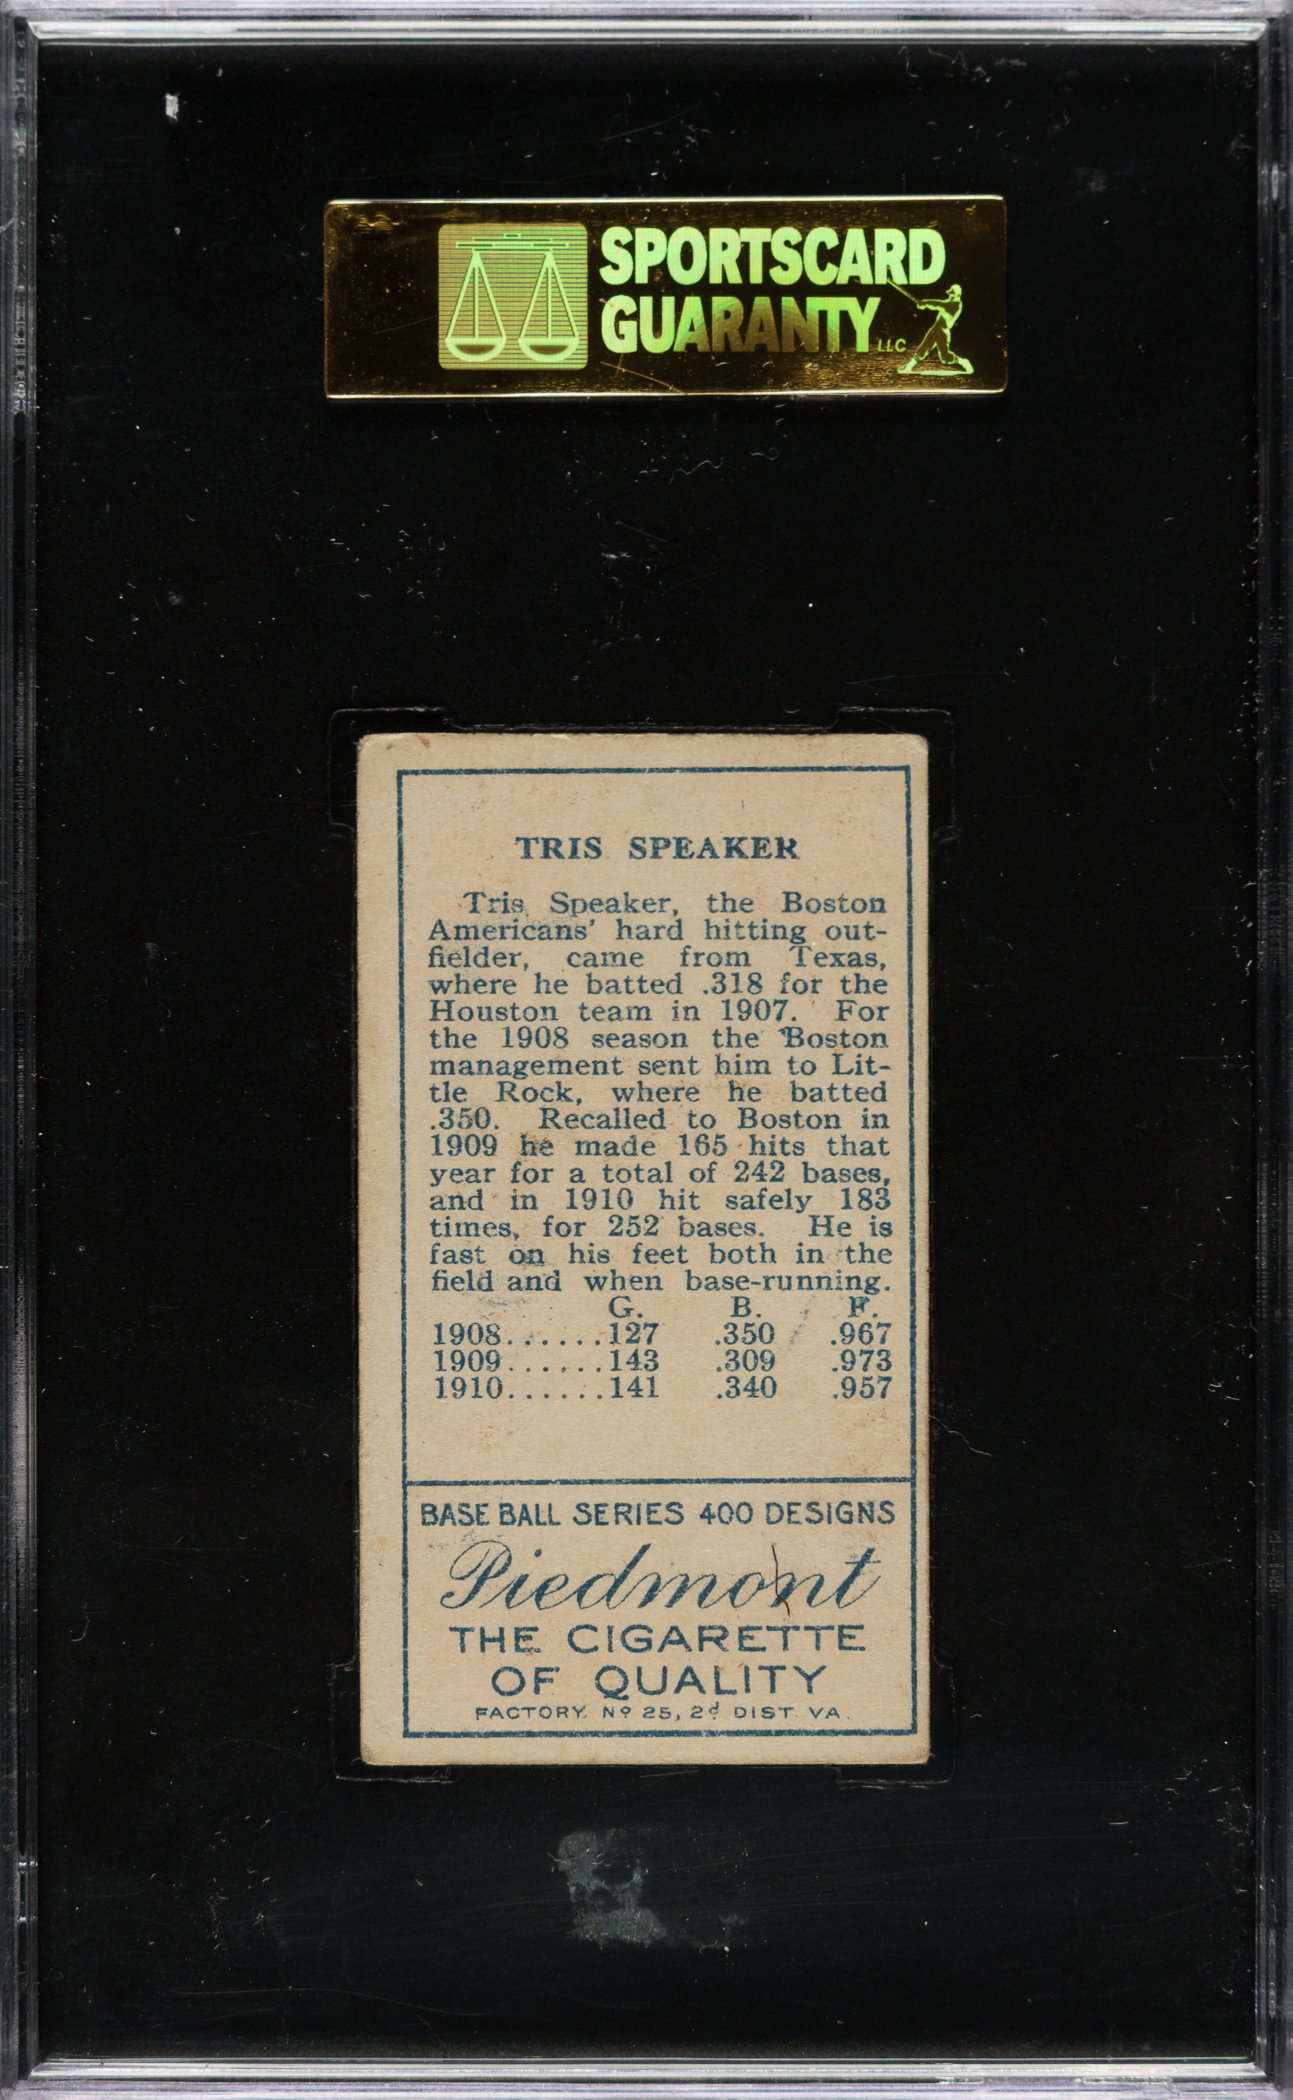 SPORTSCARD
GUARANTY LLC
TRIS SPEAKER
Tris Speaker, the Boston
Americans' hard hitting out-
fielder, came from Texas,
where he batted .318 for the
Houston team in 1907. For
the 1908 season the Boston
management sent him to Lit-
tle Rock, where he batted
.350. Recalled to Boston in
1909 he made 165 hits that
year for a total of 242 bases,
and in 1910 hit safely 183
times, for 252 bases. He is
fast on his feet both in the
field and when base-running.
G. B. F.
1908......127 .350 .967
1909......143 .309 .973
1910......141 .340 .957
BASE BALL SERIES 400 DESIGNS
Piedmont
THE CIGARETTE
OF QUALITY
FACTORY. Nº 25, 2d DIST. VA.